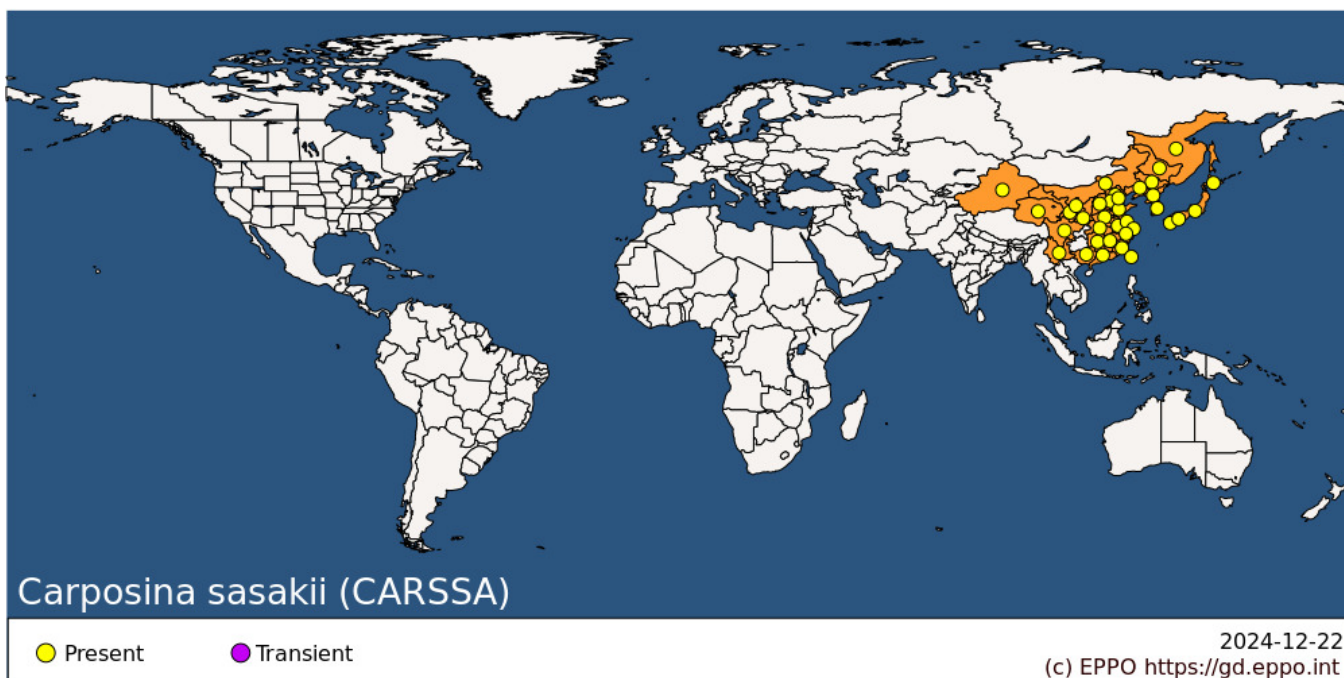 Carposina sasakii (CARSSA)
Present
Transient
2024-12-22
(c) EPPO https://gd.eppo.int